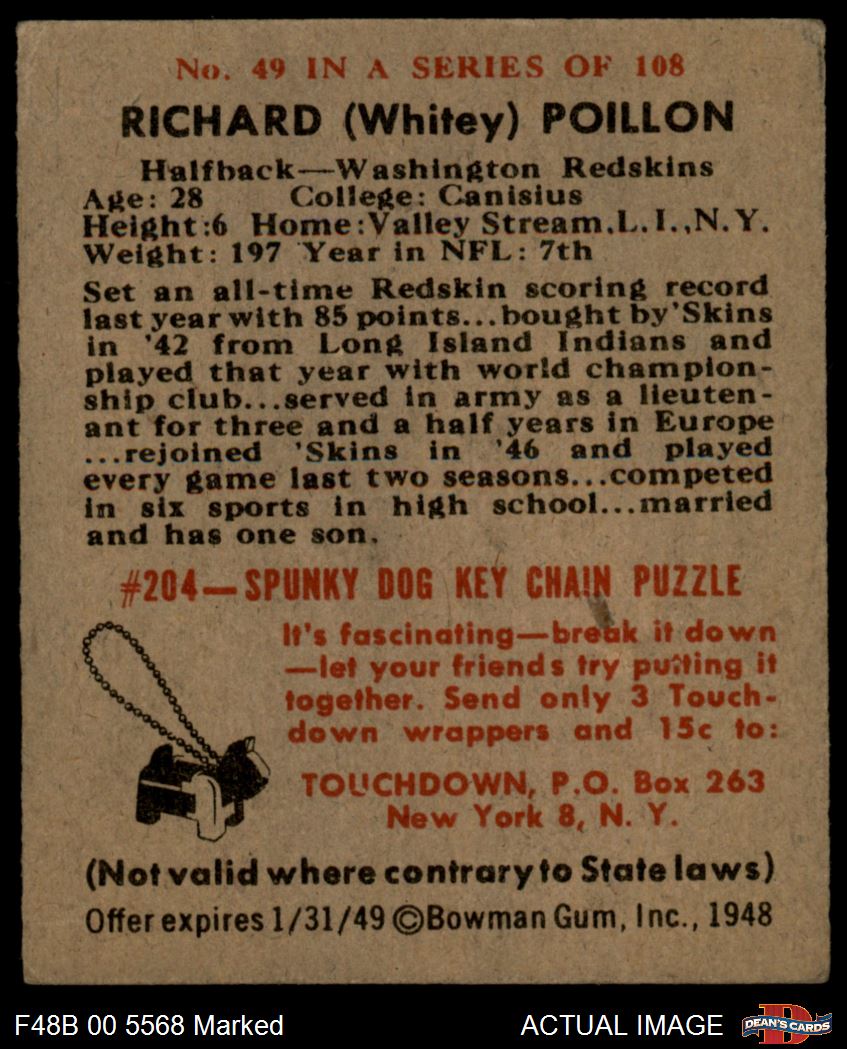 No. 49 IN A SERIES OF 108
RICHARD (Whitey) POILLON
Halfback—Washington Redskins
Age: 28 College: Canisius
Height:6 Home:Valley Stream.L.I.,N.Y.
Weight: 197 Year in NFL: 7th
Set an all-time Redskin scoring record
last year with 85 points...bought by 'Skins
in '42 from Long Island Indians and
played that year with world champion-
ship club...served in army as a lieuten-
ant for three and a half years in Europe
...rejoined 'Skins in '46 and played
every game last two seasons...competed
in six sports in high school...married
and has one son.
#204—SPUNKY DOG KEY CHAIN PUZZLE
It's fascinating—break it down
—let your friends try putting it
together. Send only 3 Touch-
down wrappers and 15c to:
TOUCHDOWN, P.O. Box 263
New York 8, N. Y.
(Not valid where contrary to State laws)
Offer expires 1/31/49 ©Bowman Gum, Inc., 1948
F48B 00 5568 Marked ACTUAL IMAGE
D
DEAN'S CARDS